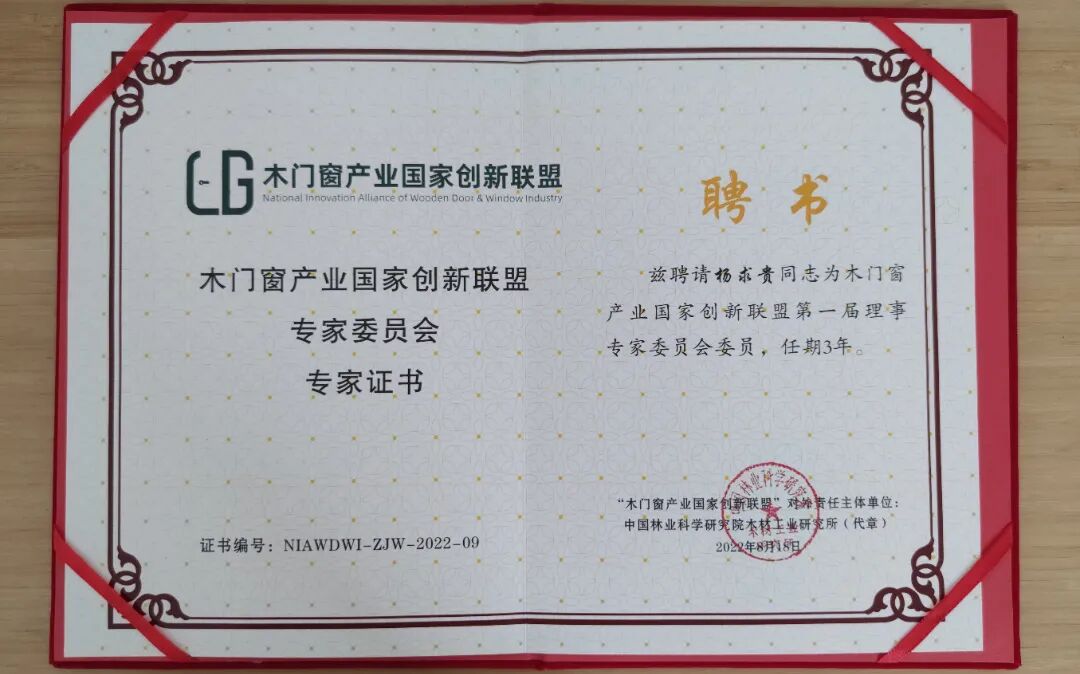 木门窗产业国家创新联盟
National Innovation Alliance of Wooden Door & Window Industry
木门窗产业国家创新联盟
专家委员会
专家证书
证书编号：NIAWDWI-ZJW-2022-09
聘书
兹聘请杨求贵同志为木门窗
产业国家创新联盟第一届理事
专家委员会委员，任期3年。
“木门窗产业国家创新联盟”对外责任主体单位：
中国林业科学研究院木材工业研究所（代章）
2022年8月18日